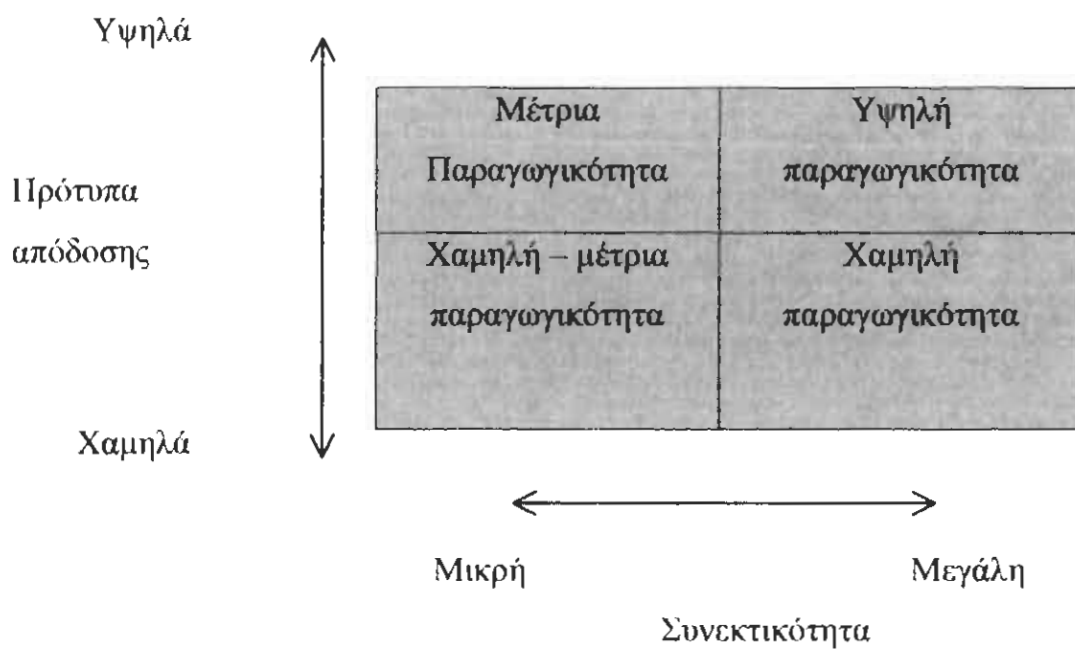 Υψηλά
Μέτρια
Παραγωγικότητα
Υψηλή
παραγωγικότητα
Πρότυπα
απόδοσης
Χαμηλή – μέτρια
παραγωγικότητα
Χαμηλή
παραγωγικότητα
Χαμηλά
Μικρή
Μεγάλη
Συνεκτικότητα